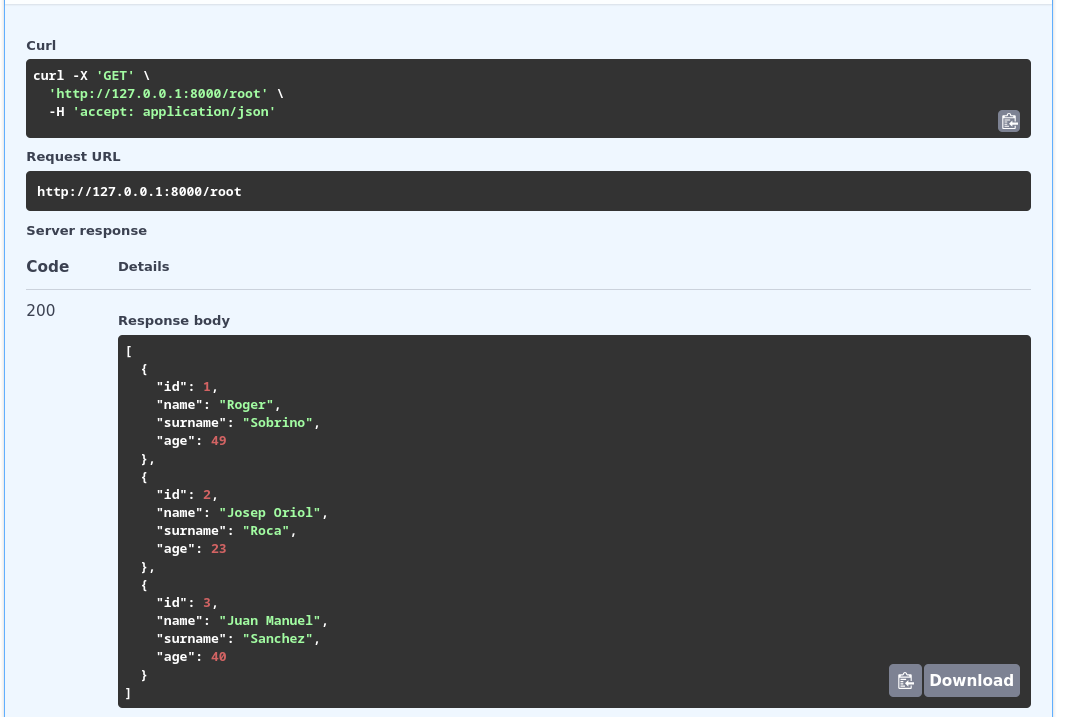 Curl
curl -X 'GET' \
  'http://127.0.0.1:8000/root' \
  -H 'accept: application/json'
Request URL
http://127.0.0.1:8000/root
Server response
Code Details
200
Response body
[
  {
    "id": 1,
    "name": "Roger",
    "surname": "Sobrino",
    "age": 49
  },
  {
    "id": 2,
    "name": "Josep Oriol",
    "surname": "Roca",
    "age": 23
  },
  {
    "id": 3,
    "name": "Juan Manuel",
    "surname": "Sanchez",
    "age": 40
  }
]
Download